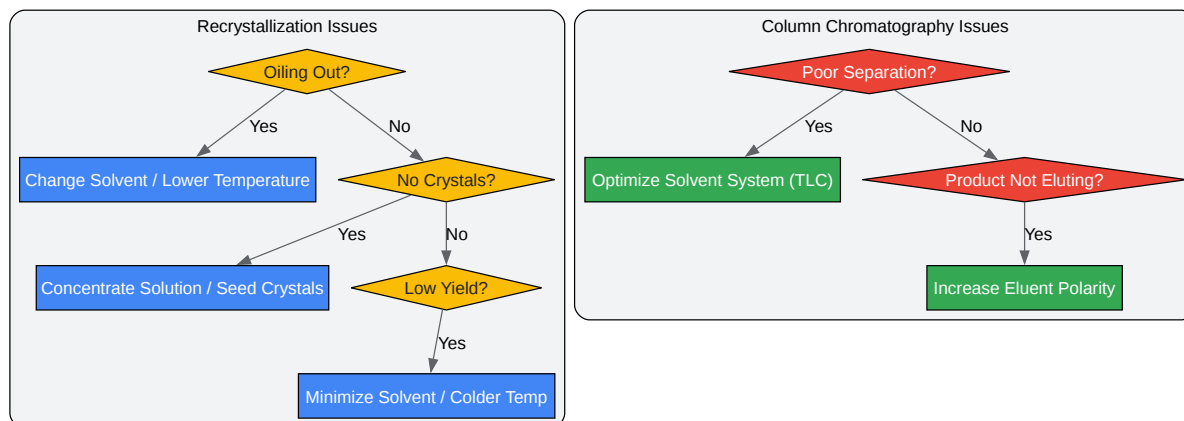 Recrystallization Issues
Oiling Out?
Yes
No
Change Solvent / Lower Temperature
No Crystals?
Yes
No
Concentrate Solution / Seed Crystals
Low Yield?
Yes
Minimize Solvent / Colder Temp
Column Chromatography Issues
Poor Separation?
Yes
No
Optimize Solvent System (TLC)
Product Not Eluting?
Yes
Increase Eluent Polarity